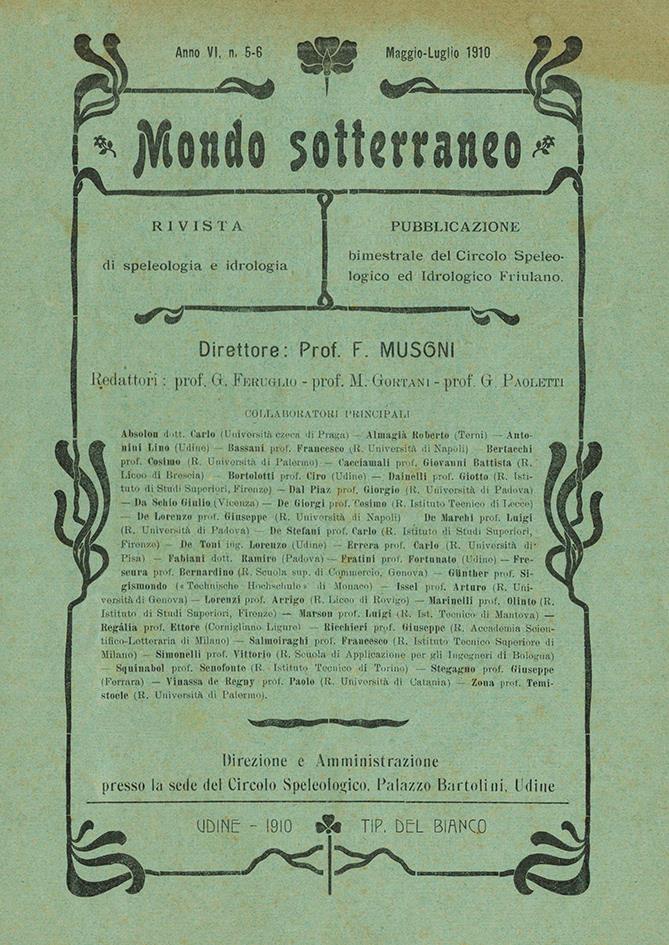 Anno VI, n. 5-6
Maggio-Luglio 1910
Mondo sotterraneo
RIVISTA
di speleologia e idrologia
PUBBLICAZIONE
bimestrale del Circolo Speleo-
logico ed Idrologico Friulano.
Direttore: Prof. F. MUSONI
Redattori: prof. G. FERUGLIO - prof. M. GORTANI - prof. G. PAOLETTI
COLLABORATORI PRINCIPALI
Absolon dott. Carlo (Università czeca di Praga) — Almagià Roberto (Terni) — Anto-
nini Lino (Udine) — Bassani prof. Francesco (R. Università di Napoli) — Bertacchi
prof. Cosimo (R. Università di Palermo) — Cacciamali prof. Giovanni Battista (R.
Liceo di Brescia) — Bortolotti prof. Ciro (Udine) — Dainelli prof. Giotto (R. Isti-
tuto di Studi Superiori, Firenze) — Dal Piaz prof. Giorgio (R. Università di Padova)
— Da Schio Giulio (Vicenza) — De Giorgi prof. Cosimo (R. Istituto Tecnico di Lecce)
— De Lorenzo prof. Giuseppe (R. Università di Napoli) De Marchi prof. Luigi
(R. Università di Padova) — De Stefani prof. Carlo (R. Istituto di Studi Superiori,
Firenze) — De Toni ing. Lorenzo (Udine) — Errera prof. Carlo (R. Università di
Pisa) — Fabiani dott. Ramiro (Padova) — Fratini prof. Fortunato (Udine) — Fre-
scura prof. Bernardino (R. Scuola sup. di Commercio, Genova) — Günther prof. Si-
gismondo (« Technische Hochschule » di Monaco) — Issel prof. Arturo (R. Uni-
versità di Genova) — Lorenzi prof. Arrigo (R. Liceo di Rovigo) — Marinelli prof. Olinto (R.
Istituto di Studi Superiori, Firenze) — Marson prof. Luigi (R. Ist. Tecnico di Mantova) —
Regàlia prof. Ettore (Cornigliano Ligure) — Ricchieri prof. Giuseppe (R. Accademia Scien-
tifico-Letteraria di Milano) — Salmoiraghi prof. Francesco (R. Istituto Tecnico Superiore di
Milano) — Simonelli prof. Vittorio (R. Scuola di Applicazione per gli Ingegneri di Bologna)
— Squinabol prof. Senofonte (R. Istituto Tecnico di Torino) — Stegagno prof. Giuseppe
(Ferrara) — Vinassa de Regny prof. Paolo (R. Università di Catania) — Zona prof. Temi-
stocle (R. Università di Palermo).
Direzione e Amministrazione
presso la sede del Circolo Speleologico, Palazzo Bartolini, Udine
UDINE - 1910
TIP. DEL BIANCO